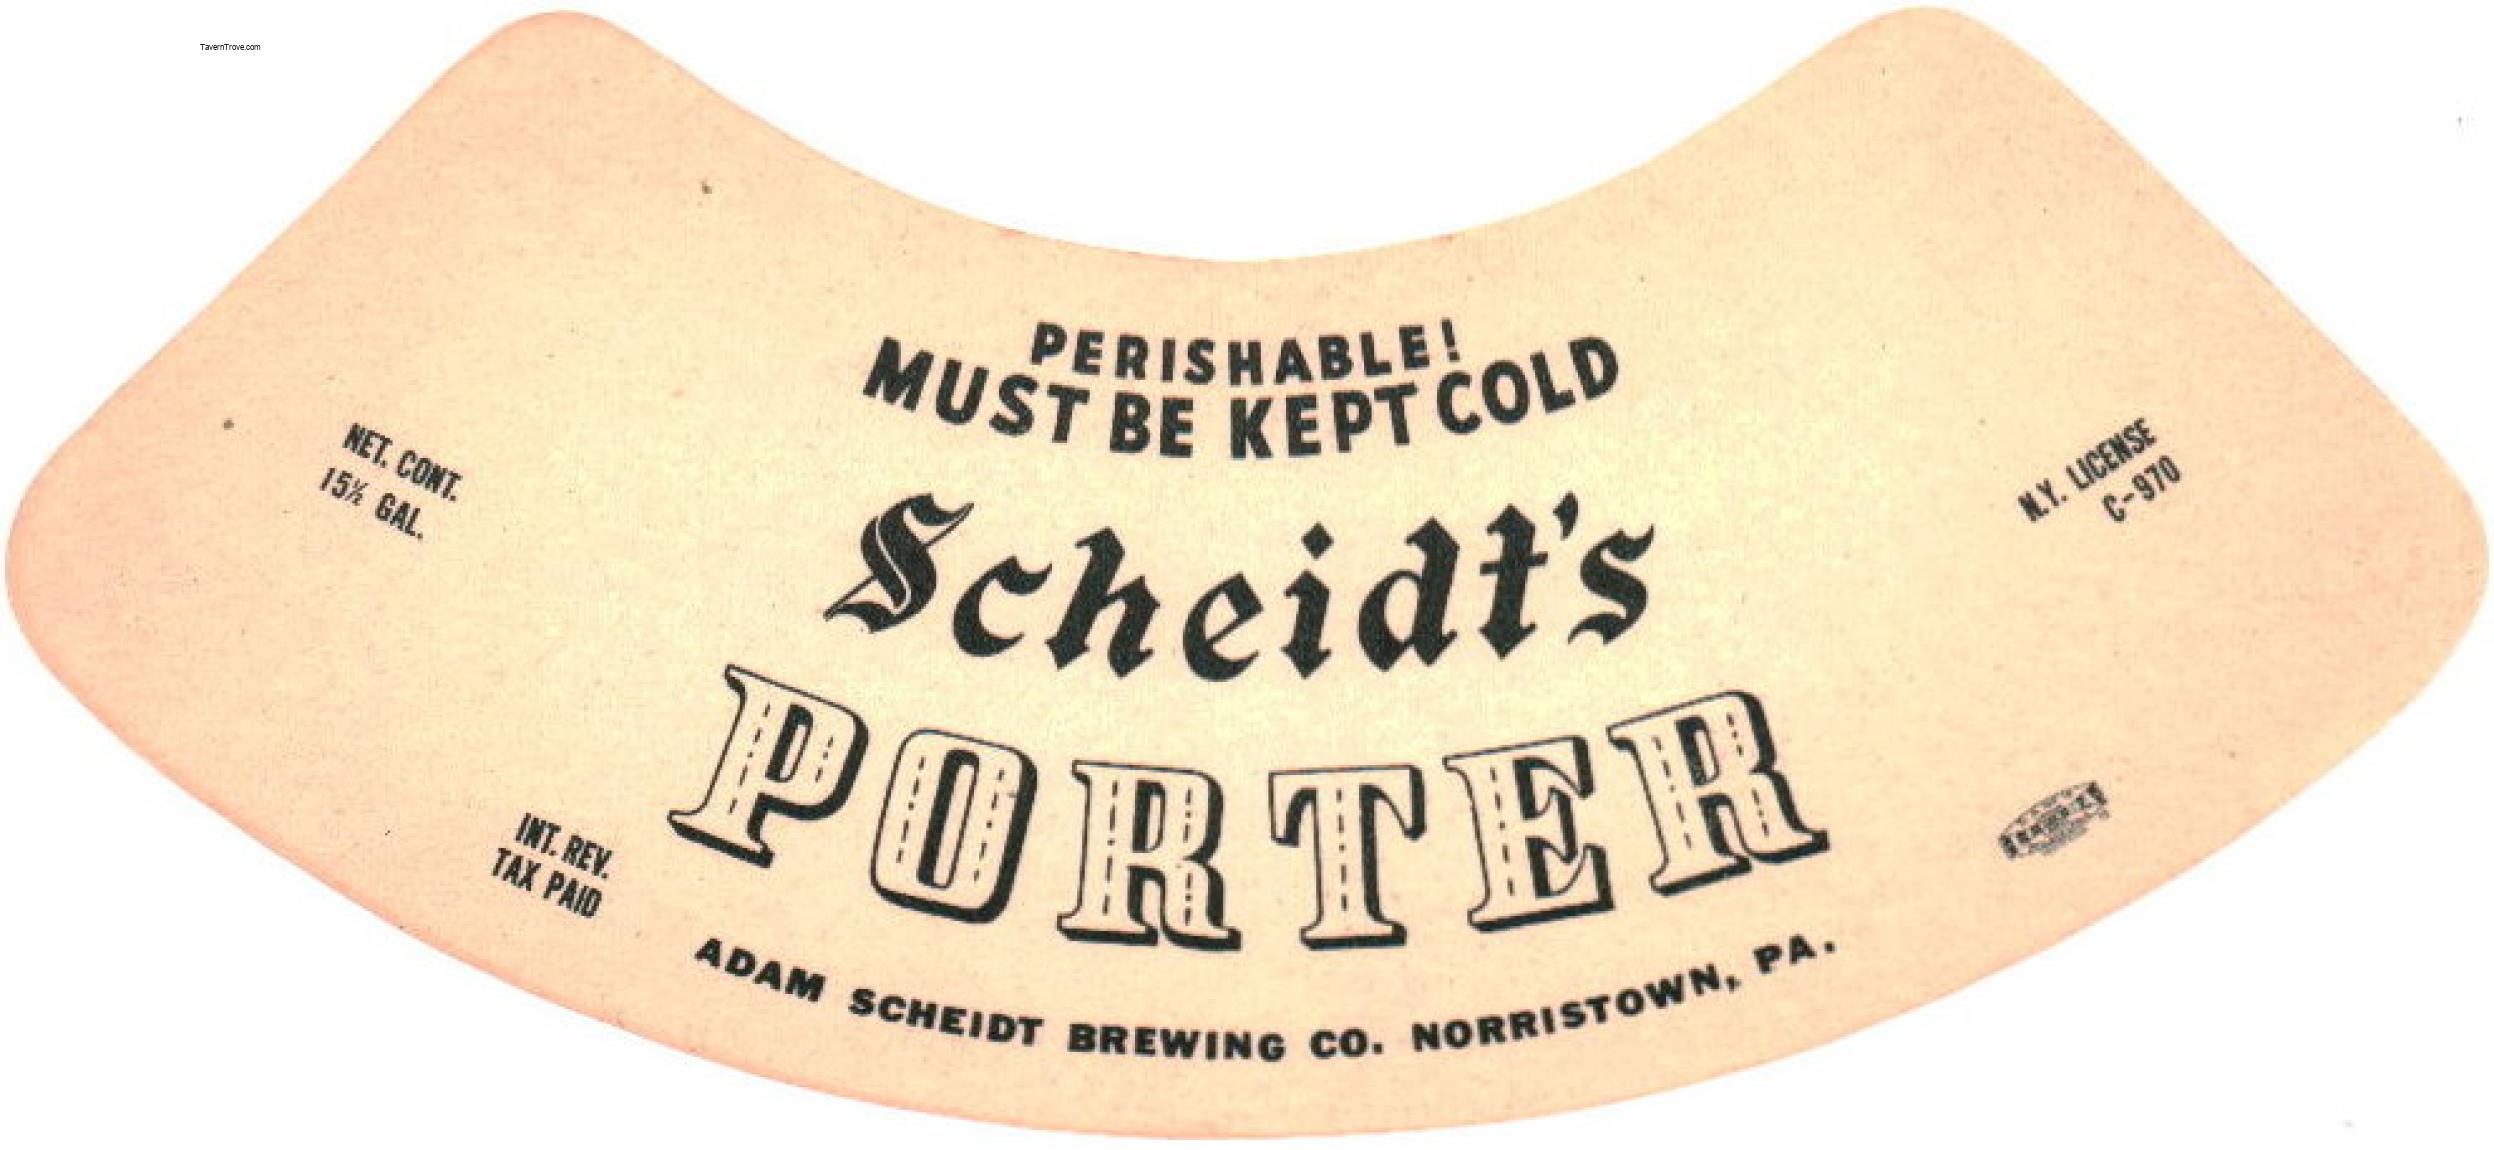 TavernTrove.com
PERISHABLE!
MUST BE KEPT COLD
NET. CONT.
15½ GAL.
N.Y. LICENSE
C-970
Scheidt's
PORTER
INT. REV.
TAX PAID
ADAM SCHEIDT BREWING CO. NORRISTOWN, PA.